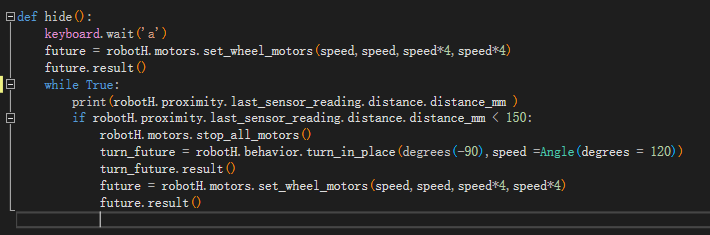 def hide():
    keyboard.wait('a')
    future = robotH.motors.set_wheel_motors(speed,speed,speed*4,speed*4)
    future.result()
    while True:
        print(robotH.proximity.last_sensor_reading.distance.distance_mm )
        if robotH.proximity.last_sensor_reading.distance.distance_mm < 150:
            robotH.motors.stop_all_motors()
            turn_future = robotH.behavior.turn_in_place(degrees(-90),speed =Angle(degrees = 120))
            turn_future.result()
            future = robotH.motors.set_wheel_motors(speed,speed,speed*4,speed*4)
            future.result()